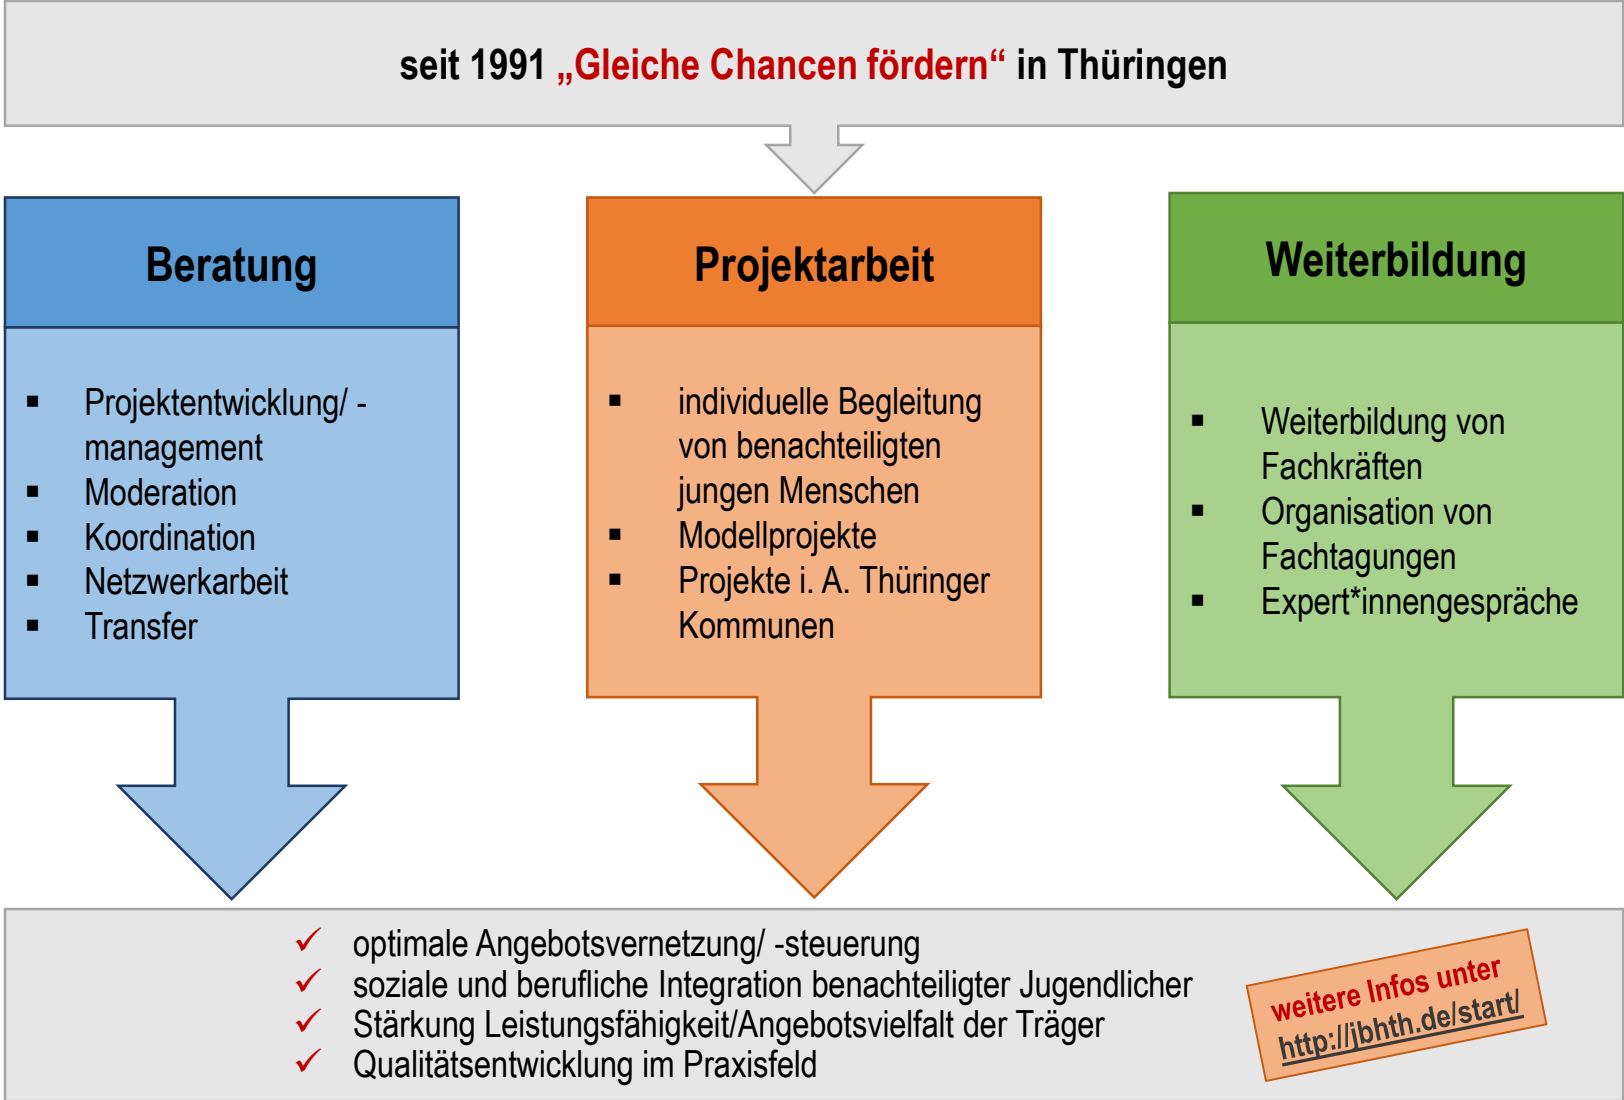 seit 1991 „Gleiche Chancen fördern“ in Thüringen
Beratung
▪ Projektentwicklung/ -
management
▪ Moderation
▪ Koordination
▪ Netzwerkarbeit
▪ Transfer
Projektarbeit
▪ individuelle Begleitung
von benachteiligten
jungen Menschen
▪ Modellprojekte
▪ Projekte i. A. Thüringer
Kommunen
Weiterbildung
▪ Weiterbildung von
Fachkräften
▪ Organisation von
Fachtagungen
▪ Expert*innengespräche
✓ optimale Angebotsvernetzung/ -steuerung
✓ soziale und berufliche Integration benachteiligter Jugendlicher
✓ Stärkung Leistungsfähigkeit/Angebotsvielfalt der Träger
✓ Qualitätsentwicklung im Praxisfeld
weitere Infos unter
http://jbhth.de/start/